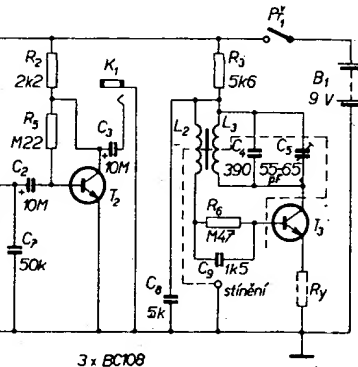 Př₁
R₂
2k2
K₁
R₃
5k6
B₁
9 V
R₅
M22
C₃
+
10M
L₂
L₃
C₄
390
C₅
55-65
pF
C₂
+
10M
T₂
R₆
M47
T₃
C₇
50k
C₉
1k5
C₈
5k
stínění
Ry
3 x BC108